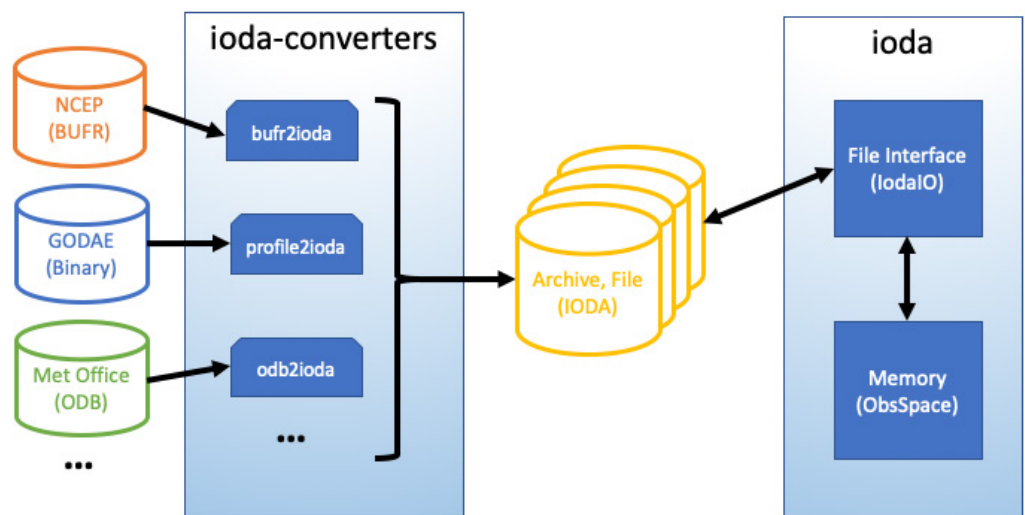 ioda-converters
ioda
NCEP
(BUFR)
bufr2ioda
File Interface
(IodaIO)
GODAE
(Binary)
profile2ioda
Archive, File
(IODA)
Met Office
(ODB)
odb2ioda
Memory
(ObsSpace)
...
...